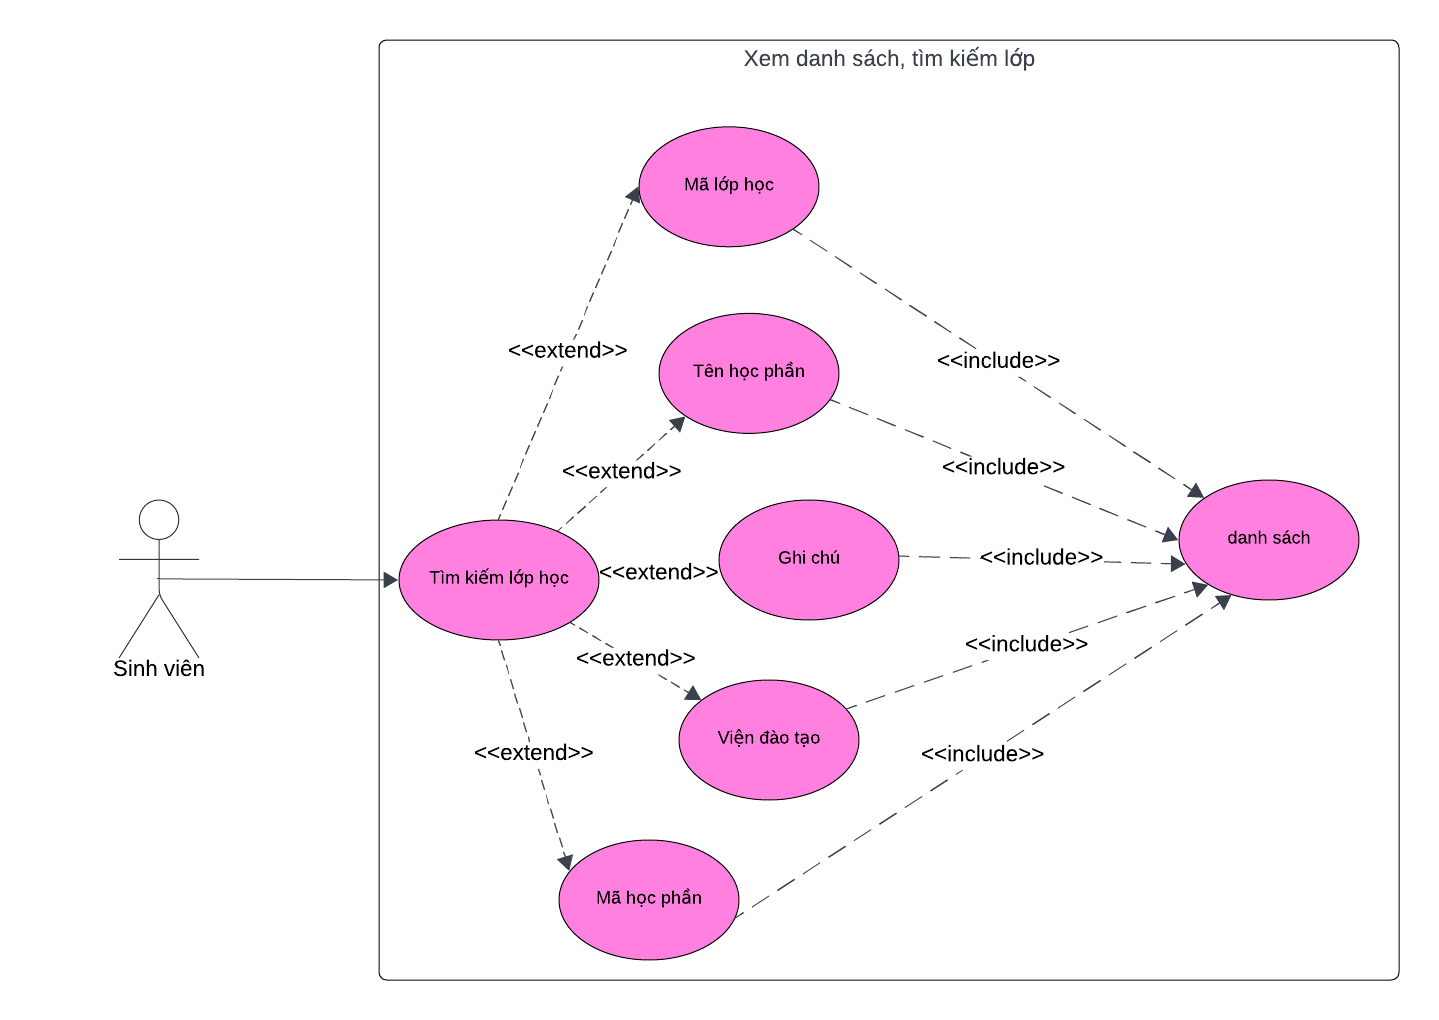 Xem danh sách, tìm kiếm lớp
Mã lớp học
<<extend>>
<<include>>
Tên học phần
<<extend>>
<<include>>
danh sách
Ghi chú
<<include>>
Tìm kiếm lớp học
<<extend>>
Sinh viên
<<extend>>
<<include>>
Viện đào tạo
<<extend>>
<<include>>
Mã học phần